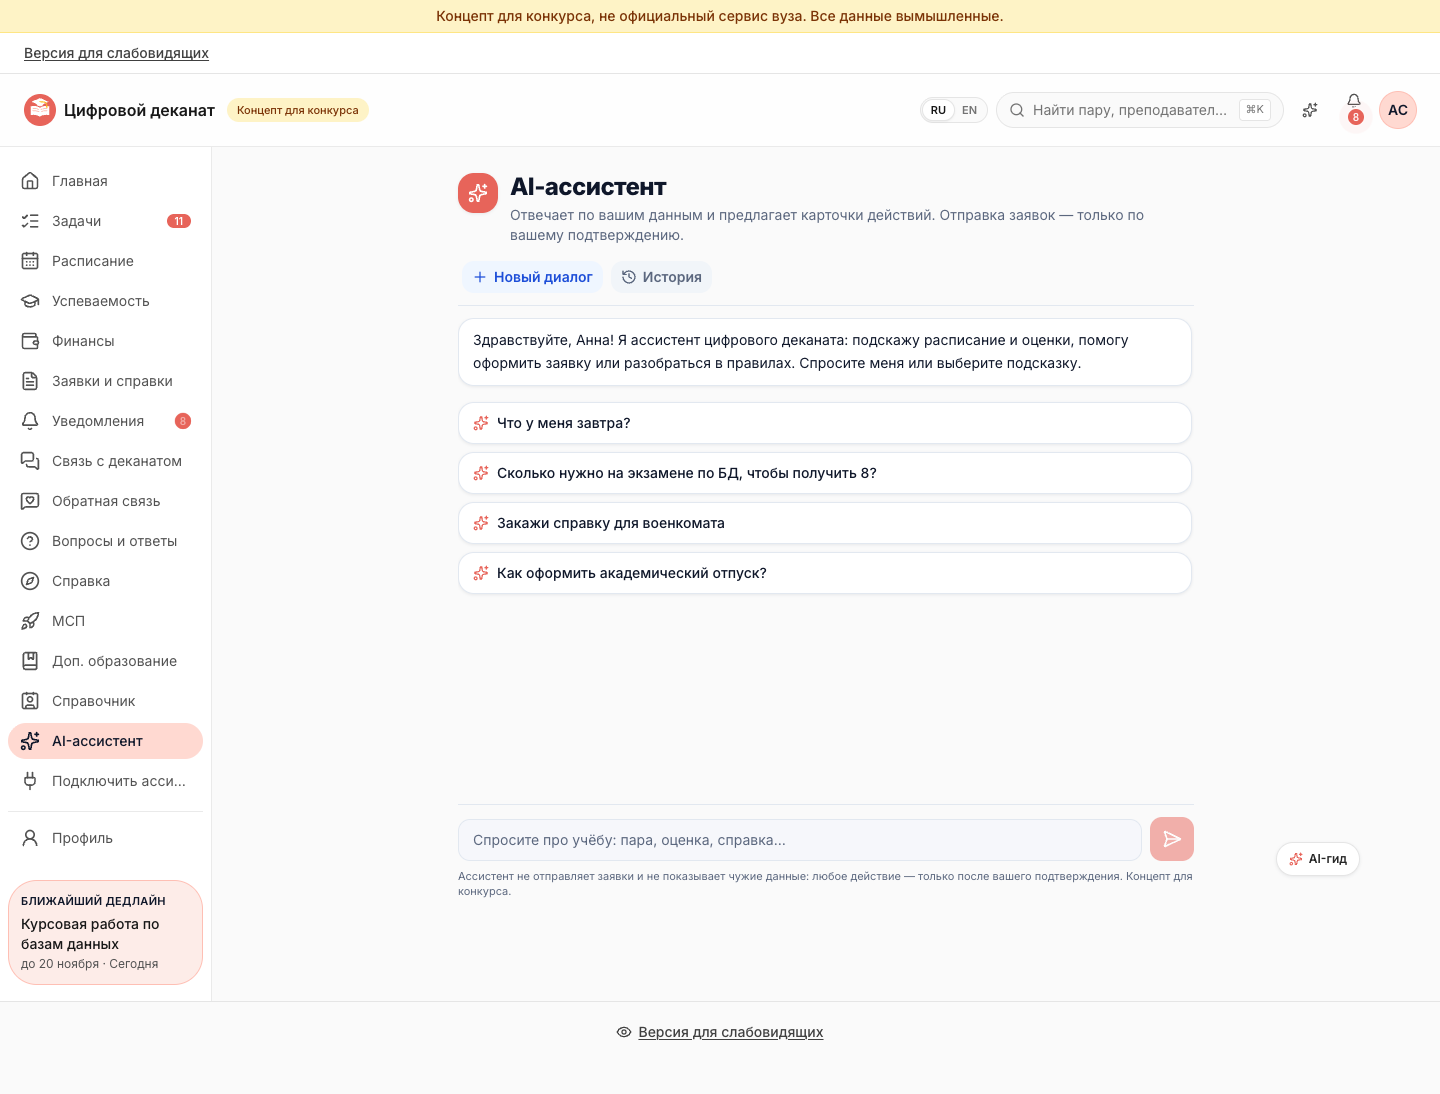 Концепт для конкурса, не официальный сервис вуза. Все данные вымышленные.
Версия для слабовидящих
Цифровой деканат
Концепт для конкурса
RU EN
Найти пару, преподавател...
⌘K
8
АС
Главная
Задачи 11
Расписание
Успеваемость
Финансы
Заявки и справки
Уведомления 8
Связь с деканатом
Обратная связь
Вопросы и ответы
Справка
МСП
Доп. образование
Справочник
AI-ассистент
Подключить асси...
Профиль
БЛИЖАЙШИЙ ДЕДЛАЙН
Курсовая работа по
базам данных
до 20 ноября · Сегодня
AI-ассистент
Отвечает по вашим данным и предлагает карточки действий. Отправка заявок — только по
вашему подтверждению.
Новый диалог
История
Здравствуйте, Анна! Я ассистент цифрового деканата: подскажу расписание и оценки, помогу
оформить заявку или разобраться в правилах. Спросите меня или выберите подсказку.
Что у меня завтра?
Сколько нужно на экзамене по БД, чтобы получить 8?
Закажи справку для военкомата
Как оформить академический отпуск?
Спросите про учёбу: пара, оценка, справка...
Ассистент не отправляет заявки и не показывает чужие данные: любое действие — только после вашего подтверждения. Концепт для
конкурса.
AI-гид
Версия для слабовидящих